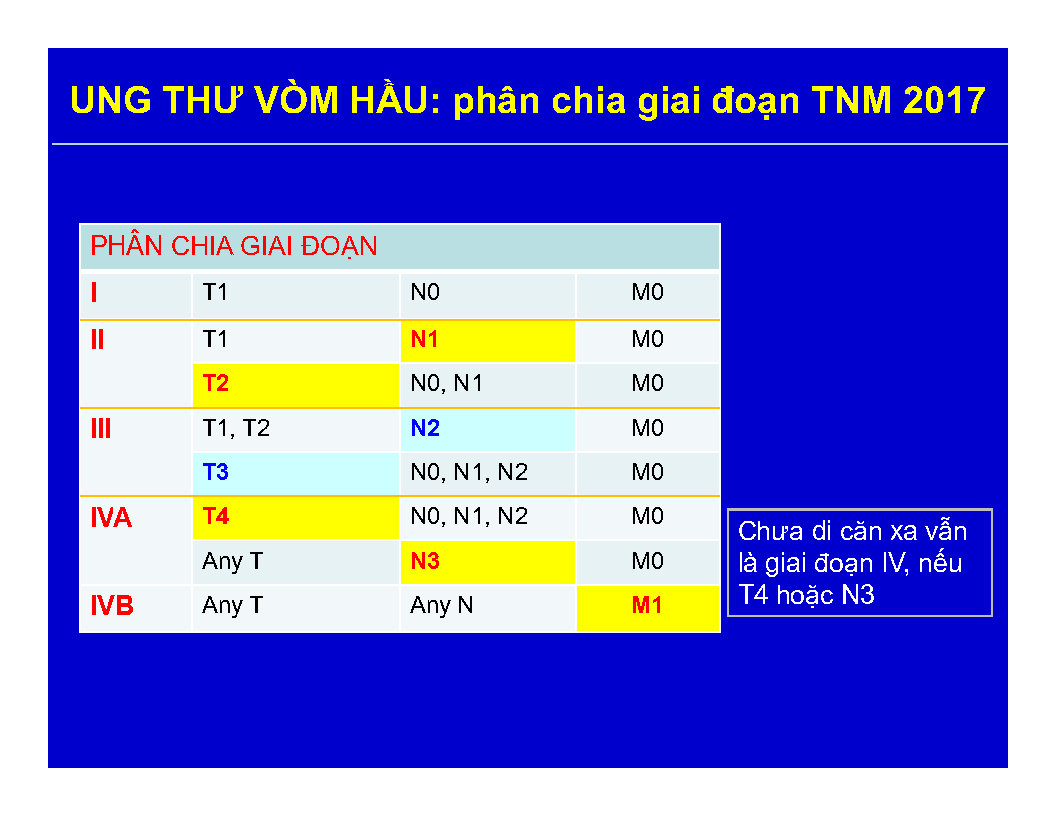 UNG THƯ VÒM HẦU: phân chia giai đoạn TNM 2017
PHÂN CHIA GIAI ĐOẠN
I T1 N0 M0
II T1 N1 M0
T2 N0, N1 M0
III T1, T2 N2 M0
T3 N0, N1, N2 M0
IVA T4 N0, N1, N2 M0
Any T N3 M0
IVB Any T Any N M1
Chưa di căn xa vẫn
là giai đoạn IV, nếu
T4 hoặc N3